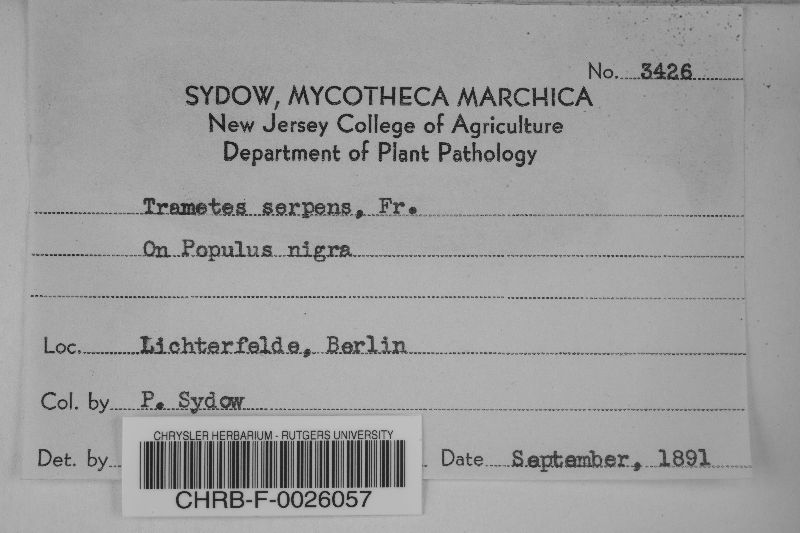 No. 3426
SYDOW, MYCOTHECA MARCHICA
New Jersey College of Agriculture
Department of Plant Pathology
Trametes serpens, Fr.
On Populus nigra
Loc. Lichterfelde, Berlin
Col. by P. Sydow
Det. by Date September, 1891
CHRYSLER HERBARIUM - RUTGERS UNIVERSITY
CHRB-F-0026057